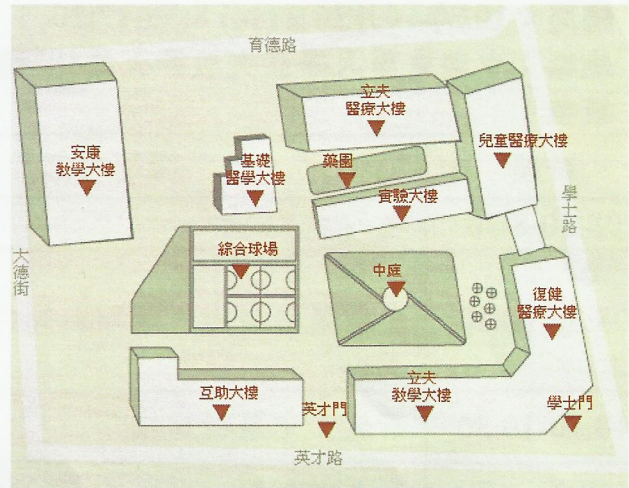 育德路
立夫
醫療大樓
兒童醫療大樓
安康
教學大樓
基礎
醫學大樓
藥園
實驗大樓
學士路
綜合球場
中庭
大德街
復健
醫療大樓
互助大樓
英才門
立夫
教學大樓
學士門
英才路